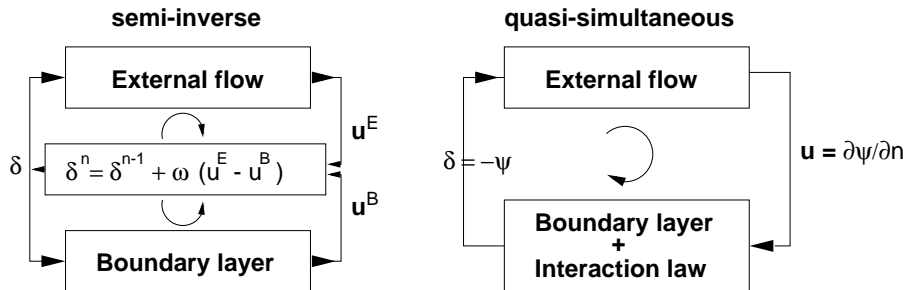 semi-inverse
External flow
u^E
δ
δ^n = δ^{n-1} + ω (u^E - u^B)
u^B
Boundary layer
quasi-simultaneous
External flow
δ = −ψ
u = ∂ψ/∂n
Boundary layer
+
Interaction law